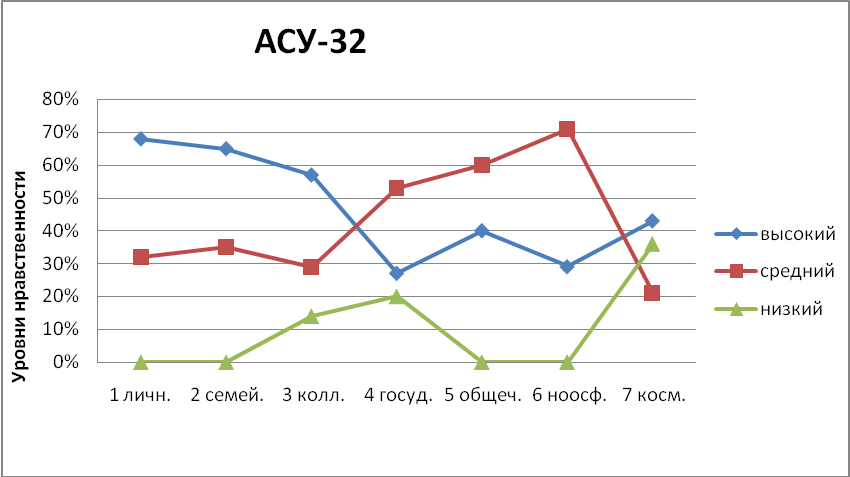 АСУ-32
80%
70%
60%
50%
40%
30%
20%
10%
0%
Уровни нравственности
1 личн. 2 семей. 3 колл. 4 госуд. 5 общеч. 6 ноосф. 7 косм.
высокий
средний
низкий